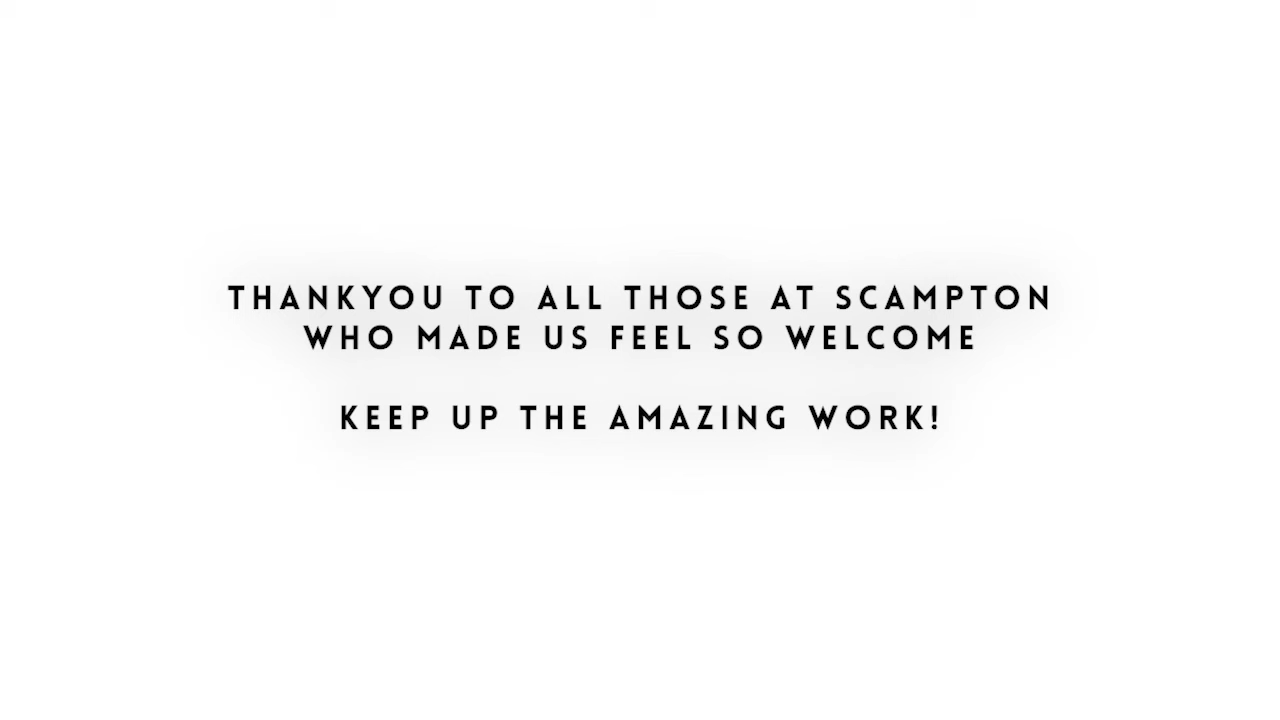 THANKYOU TO ALL THOSE AT SCAMPTON
WHO MADE US FEEL SO WELCOME
KEEP UP THE AMAZING WORK!